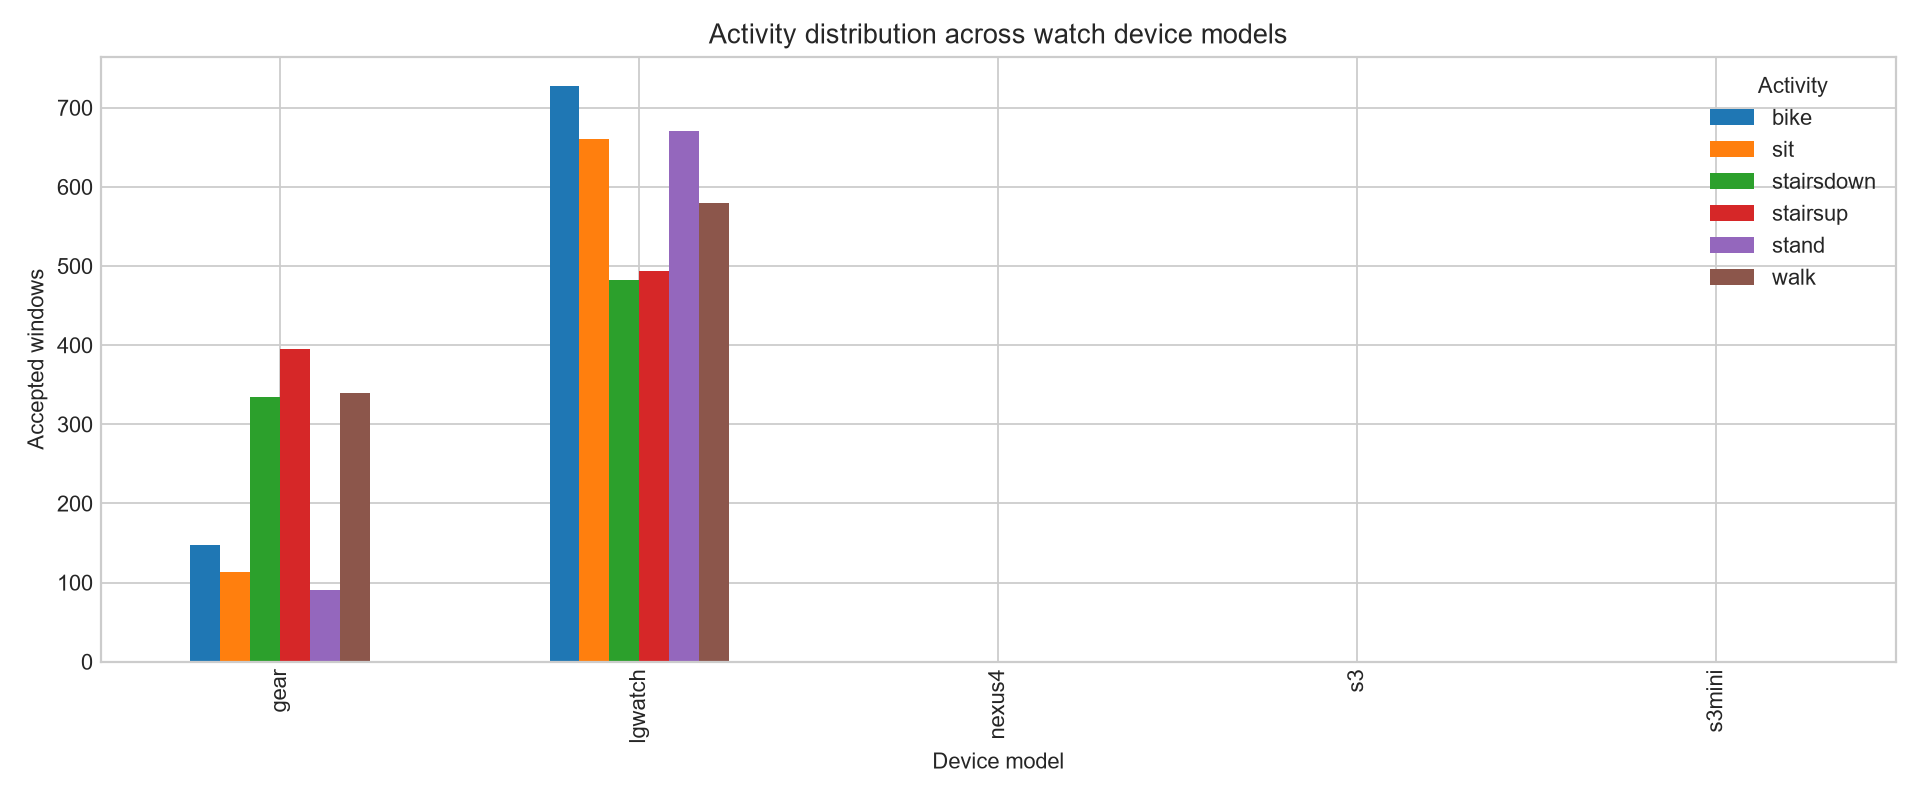 Activity distribution across watch device models
Activity
bike
sit
stairsdown
stairsup
stand
walk
Accepted windows
700
600
500
400
300
200
100
0
gear
lgwatch
nexus4
s3
s3mini
Device model